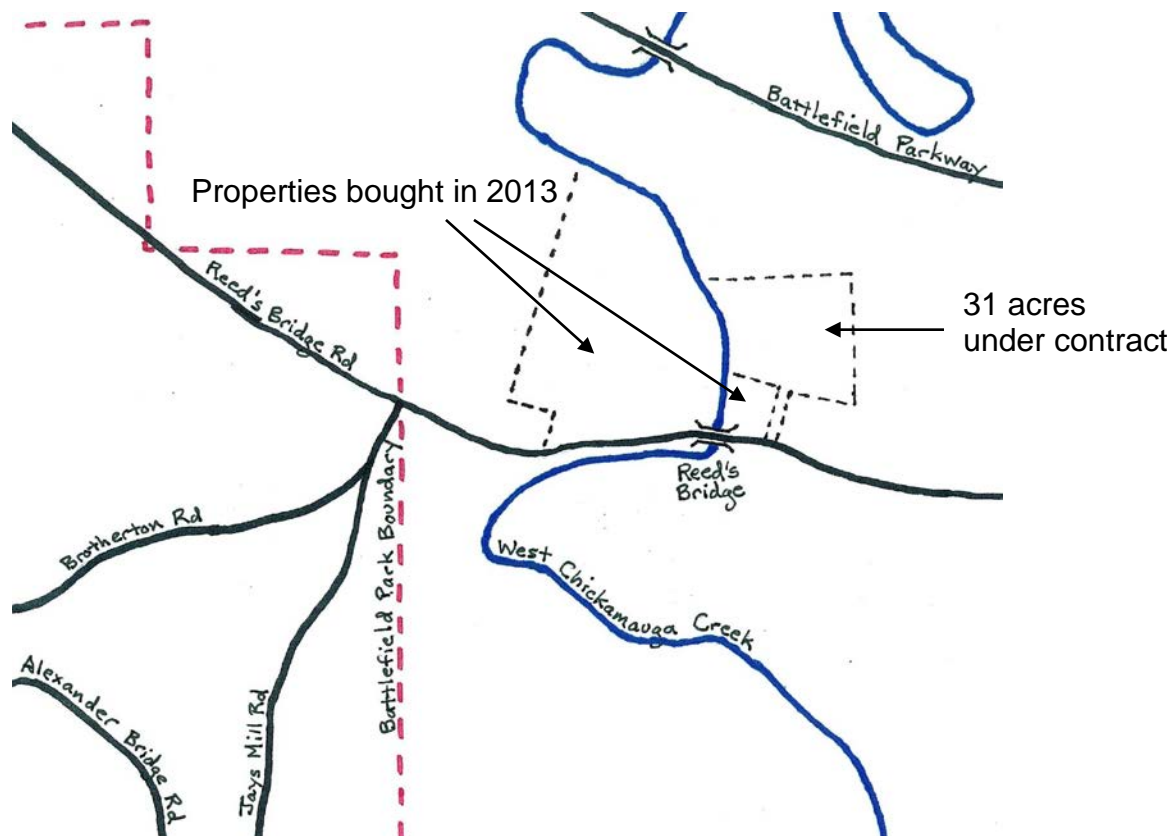 Battlefield Parkway
Properties bought in 2013
Reed's Bridge Rd
31 acres
under contract
Reed's
Bridge
Brotherton Rd
Battlefield Park Boundary
West Chickamauga Creek
Alexander Bridge Rd
Jays Mill Rd